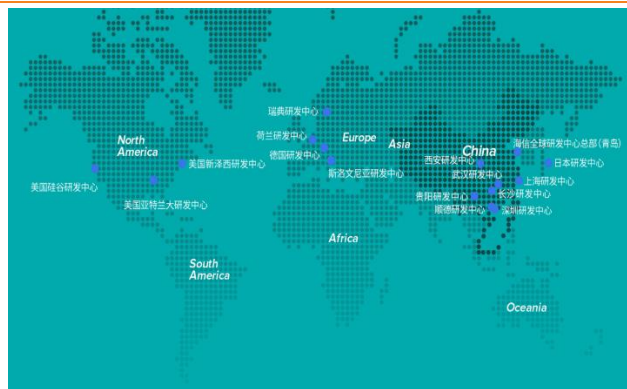 瑞典研发中心
North
America
荷兰研发中心
Europe
Asia
China
海信全球研发中心总部(青岛)
德国研发中心
西安研发中心
日本研发中心
美国新泽西研发中心
斯洛文尼亚研发中心
武汉研发中心
上海研发中心
美国硅谷研发中心
长沙研发中心
贵阳研发中心
美国亚特兰大研发中心
顺德研发中心
深圳研发中心
Africa
South
America
Oceania